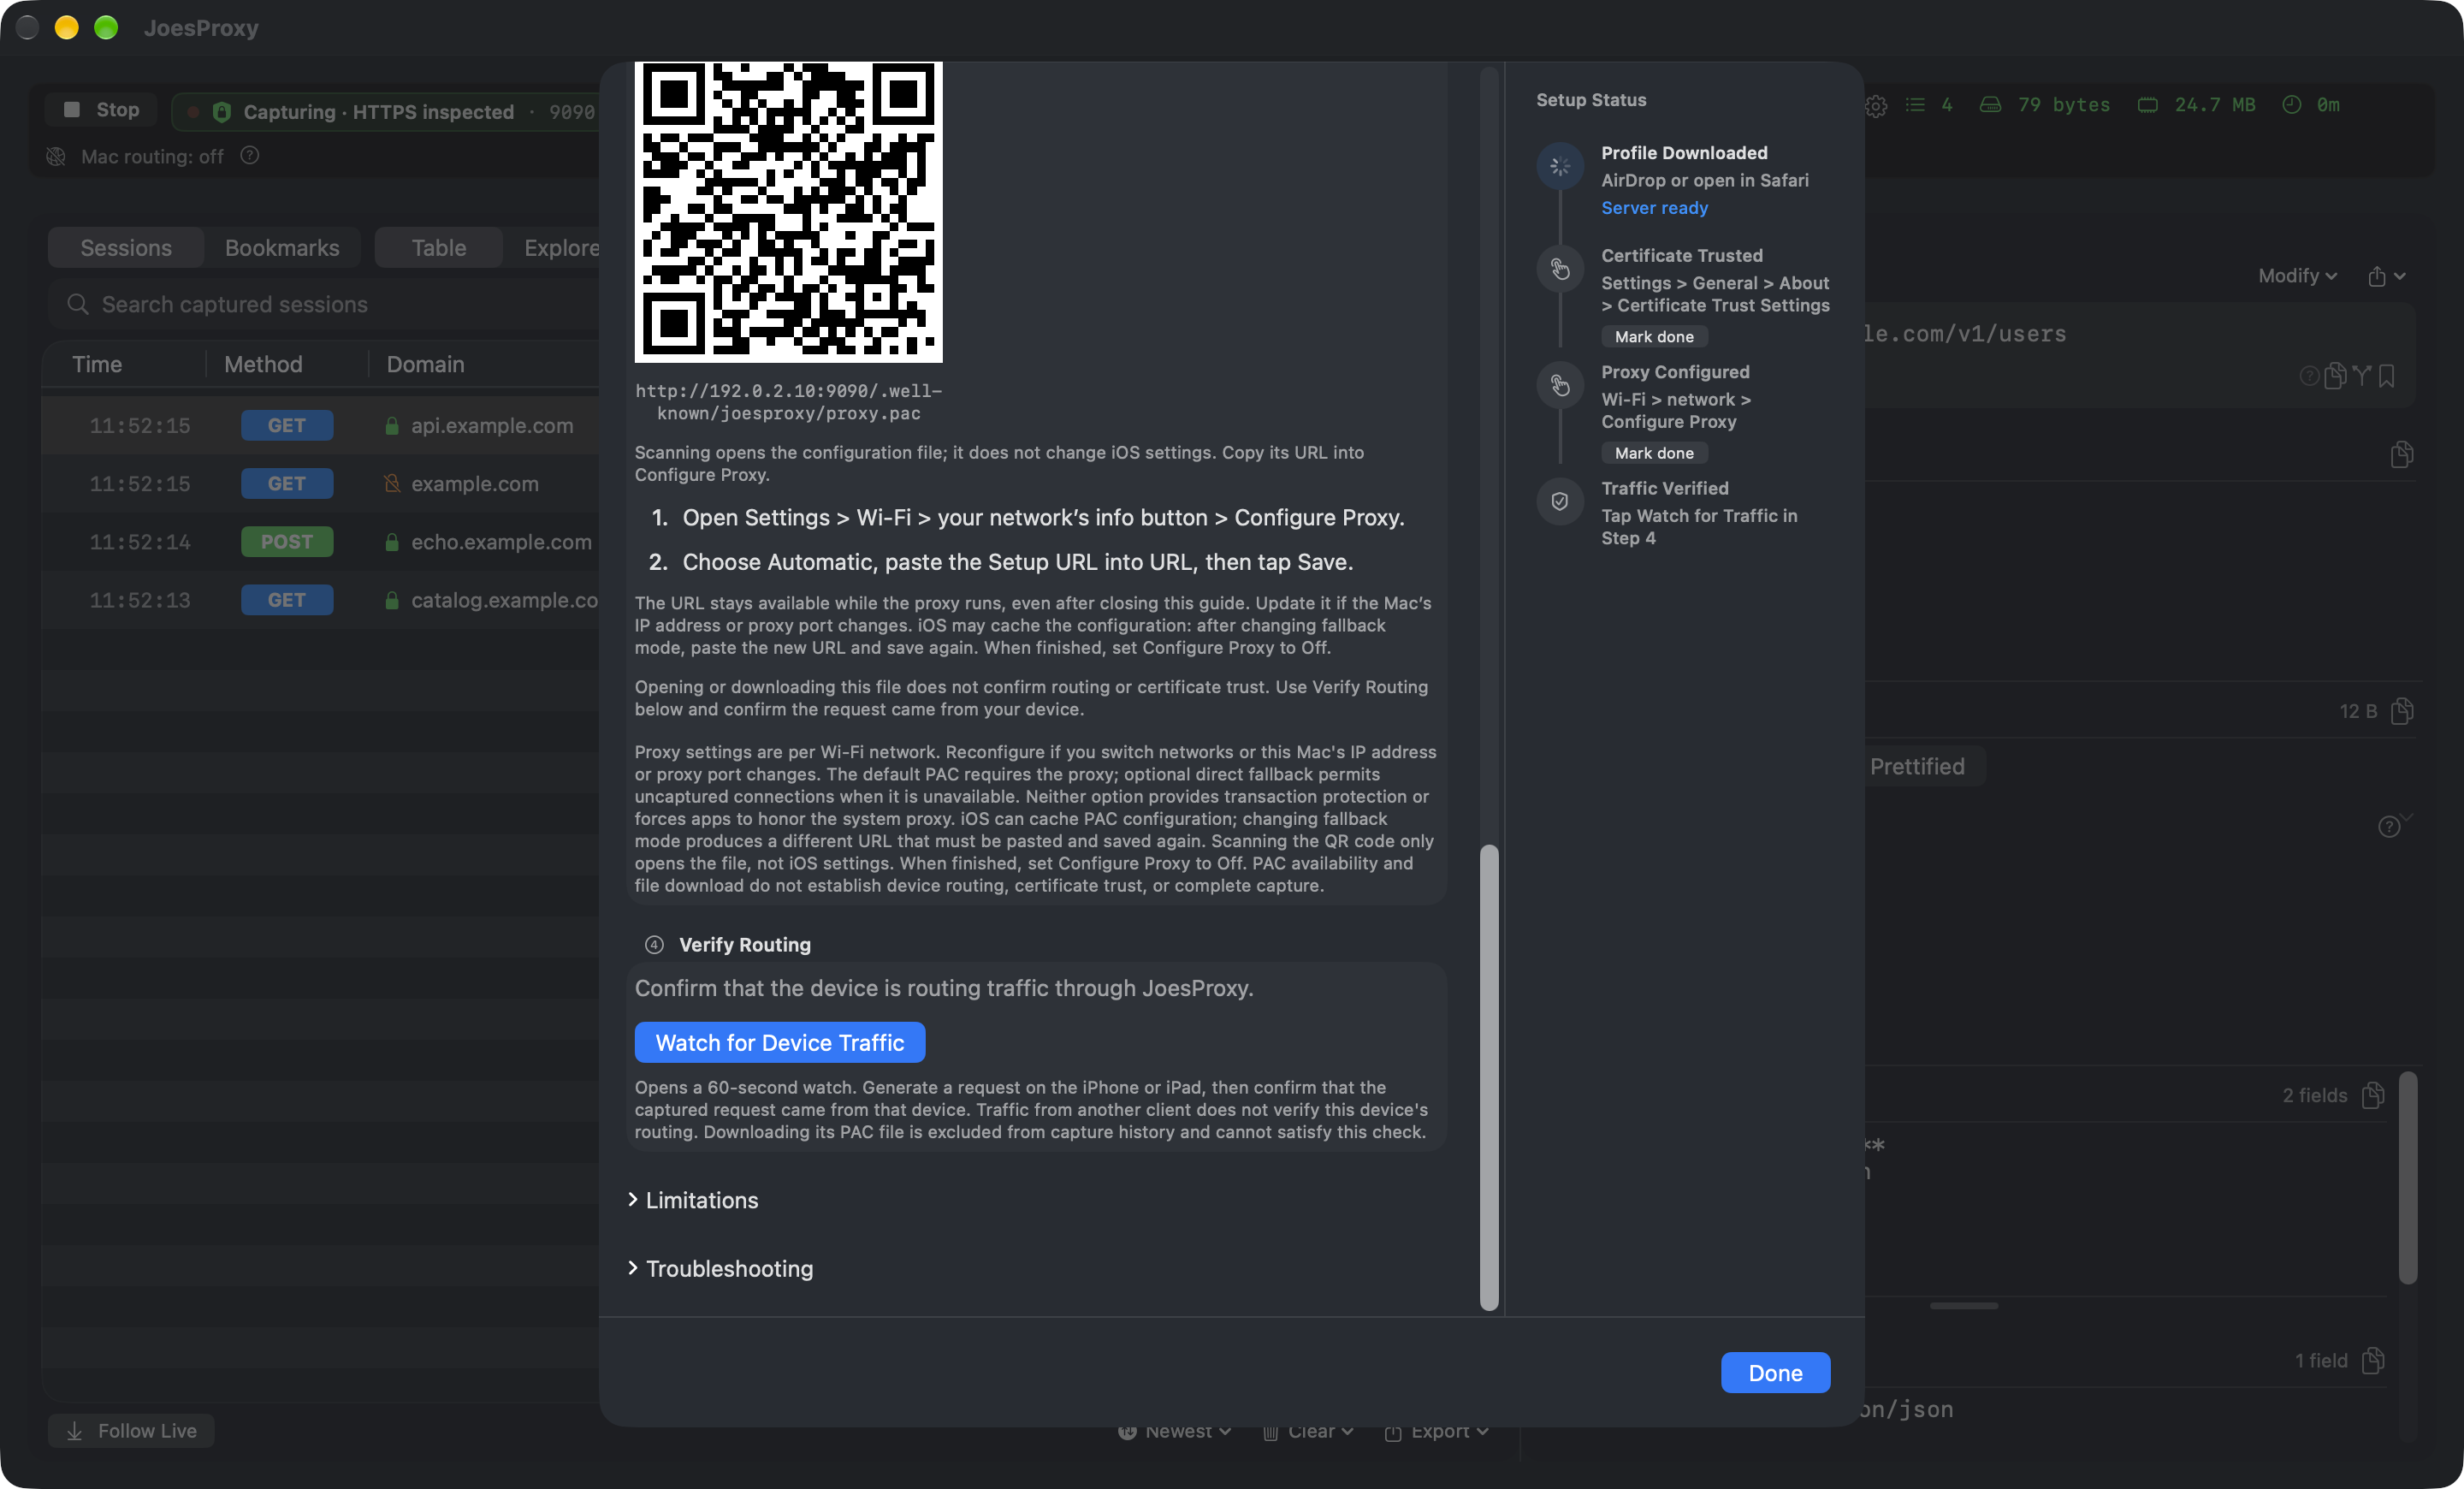 JoesProxy
Stop
Capturing · HTTPS inspected · 9090
Mac routing: off
4 79 bytes 24.7 MB 0m
Sessions Bookmarks Table Explore
Search captured sessions
Time Method Domain
11:52:15 GET api.example.com
11:52:15 GET example.com
11:52:14 POST echo.example.com
11:52:13 GET catalog.example.co
Follow Live
http://192.0.2.10:9090/.well-
known/joesproxy/proxy.pac
Scanning opens the configuration file; it does not change iOS settings. Copy its URL into
Configure Proxy.
1. Open Settings > Wi-Fi > your network’s info button > Configure Proxy.
2. Choose Automatic, paste the Setup URL into URL, then tap Save.
The URL stays available while the proxy runs, even after closing this guide. Update it if the Mac’s
IP address or proxy port changes. iOS may cache the configuration: after changing fallback
mode, paste the new URL and save again. When finished, set Configure Proxy to Off.
Opening or downloading this file does not confirm routing or certificate trust. Use Verify Routing
below and confirm the request came from your device.
Proxy settings are per Wi-Fi network. Reconfigure if you switch networks or this Mac's IP address
or proxy port changes. The default PAC requires the proxy; optional direct fallback permits
uncaptured connections when it is unavailable. Neither option provides transaction protection or
forces apps to honor the system proxy. iOS can cache PAC configuration; changing fallback
mode produces a different URL that must be pasted and saved again. Scanning the QR code only
opens the file, not iOS settings. When finished, set Configure Proxy to Off. PAC availability and
file download do not establish device routing, certificate trust, or complete capture.
4 Verify Routing
Confirm that the device is routing traffic through JoesProxy.
Watch for Device Traffic
Opens a 60-second watch. Generate a request on the iPhone or iPad, then confirm that the
captured request came from that device. Traffic from another client does not verify this device's
routing. Downloading its PAC file is excluded from capture history and cannot satisfy this check.
Limitations
Troubleshooting
Setup Status
Profile Downloaded
AirDrop or open in Safari
Server ready
Certificate Trusted
Settings > General > About
> Certificate Trust Settings
Mark done
Proxy Configured
Wi-Fi > network >
Configure Proxy
Mark done
Traffic Verified
Tap Watch for Traffic in
Step 4
Done
Newest Clear Export
Modify
le.com/v1/users
12 B
Prettified
2 fields
**
1 field
on/json